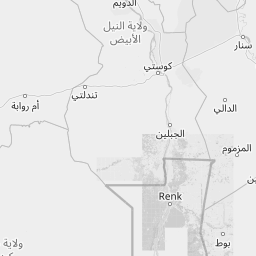 الدويم
ولاية النيل
الأبيض
سنار
كوستي
تندلتي
أم روابة
الدالي
الجبلين
المزموم
Renk
بوط
ولاية